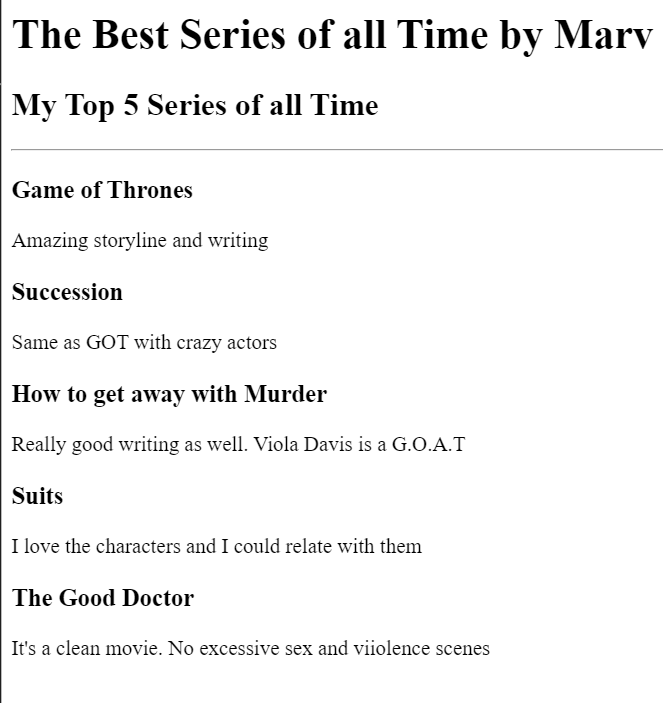 The Best Series of all Time by Marv
My Top 5 Series of all Time
Game of Thrones
Amazing storyline and writing
Succession
Same as GOT with crazy actors
How to get away with Murder
Really good writing as well. Viola Davis is a G.O.A.T
Suits
I love the characters and I could relate with them
The Good Doctor
It's a clean movie. No excessive sex and viiolence scenes